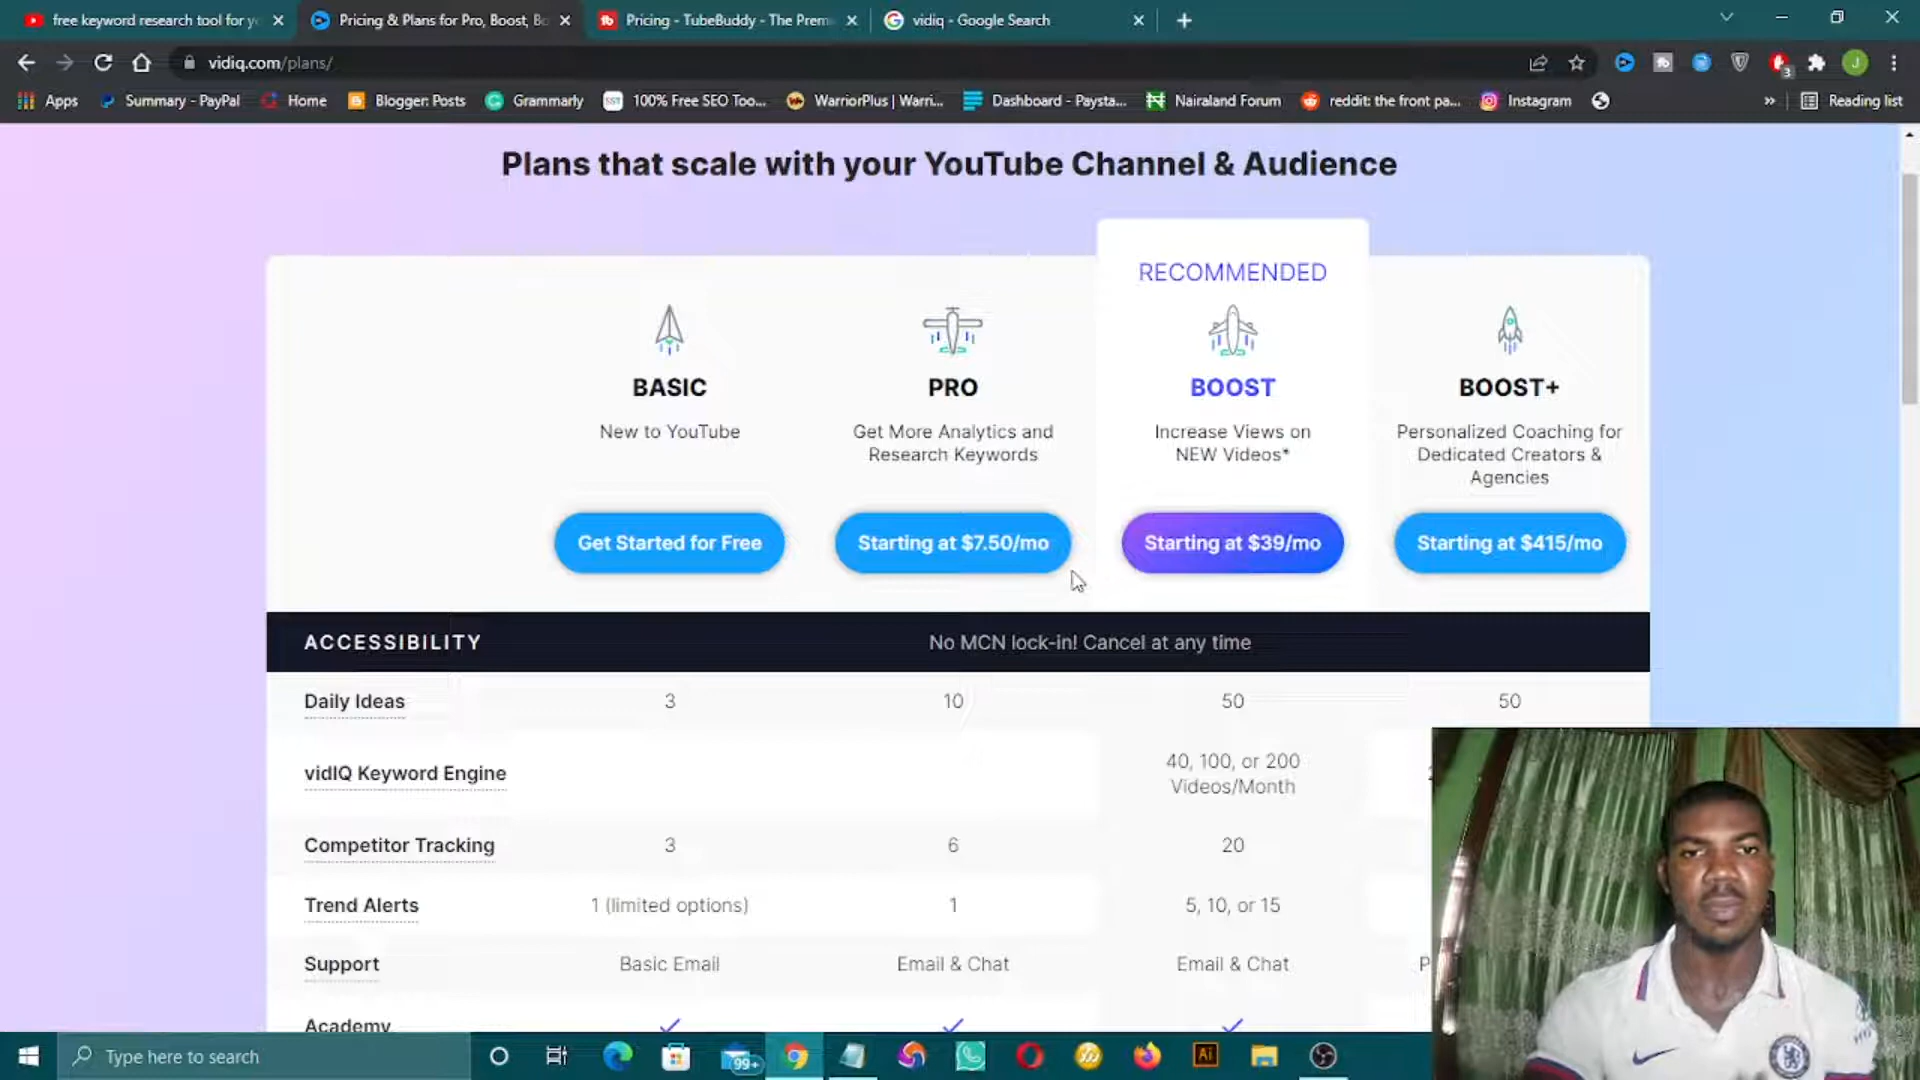 free keyword research tool for y
Pricing & Plans for Pro, Boost, Bo
Pricing - TubeBuddy - The Prem
vidiq - Google Search
vidiq.com/plans/
3
J
Apps
Summary - PayPal
Home
Blogger: Posts
Grammarly
100% Free SEO Too...
WarriorPlus | Warri...
Dashboard - Paysta...
Nairaland Forum
reddit: the front pa...
Instagram
»
Reading list
Plans that scale with your YouTube Channel & Audience
RECOMMENDED
BASIC
PRO
BOOST
BOOST+
New to YouTube
Get More Analytics and
Research Keywords
Increase Views on
NEW Videos*
Personalized Coaching for
Dedicated Creators &
Agencies
Get Started for Free
Starting at $7.50/mo
Starting at $39/mo
Starting at $415/mo
ACCESSIBILITY
No MCN lock-in! Cancel at any time
Daily Ideas
3
10
50
50
vidIQ Keyword Engine
40, 100, or 200
Videos/Month
Competitor Tracking
3
6
20
Trend Alerts
1 (limited options)
1
5, 10, or 15
Support
Basic Email
Email & Chat
Email & Chat
P
Academy
Type here to search
99+
Ai